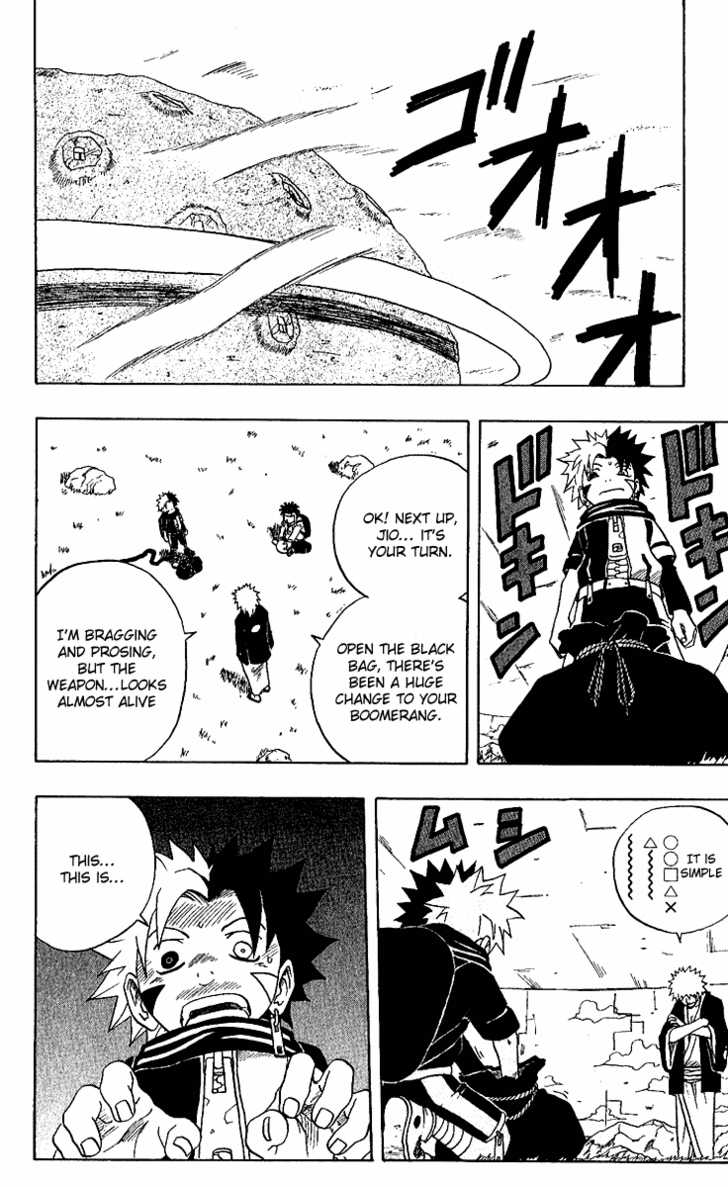 ゴオオオ
OK! NEXT UP,
JIO... IT'S
YOUR TURN.
OPEN THE BLACK
BAG, THERE'S
BEEN A HUGE
CHANGE TO YOUR
BOOMERANG.
I'M BRAGGING
AND PROSING,
BUT THE
WEAPON...LOOKS
ALMOST ALIVE
ドキン
ドキン
THIS...
THIS IS...
ムシ
IT IS
SIMPLE
○○□△×
△